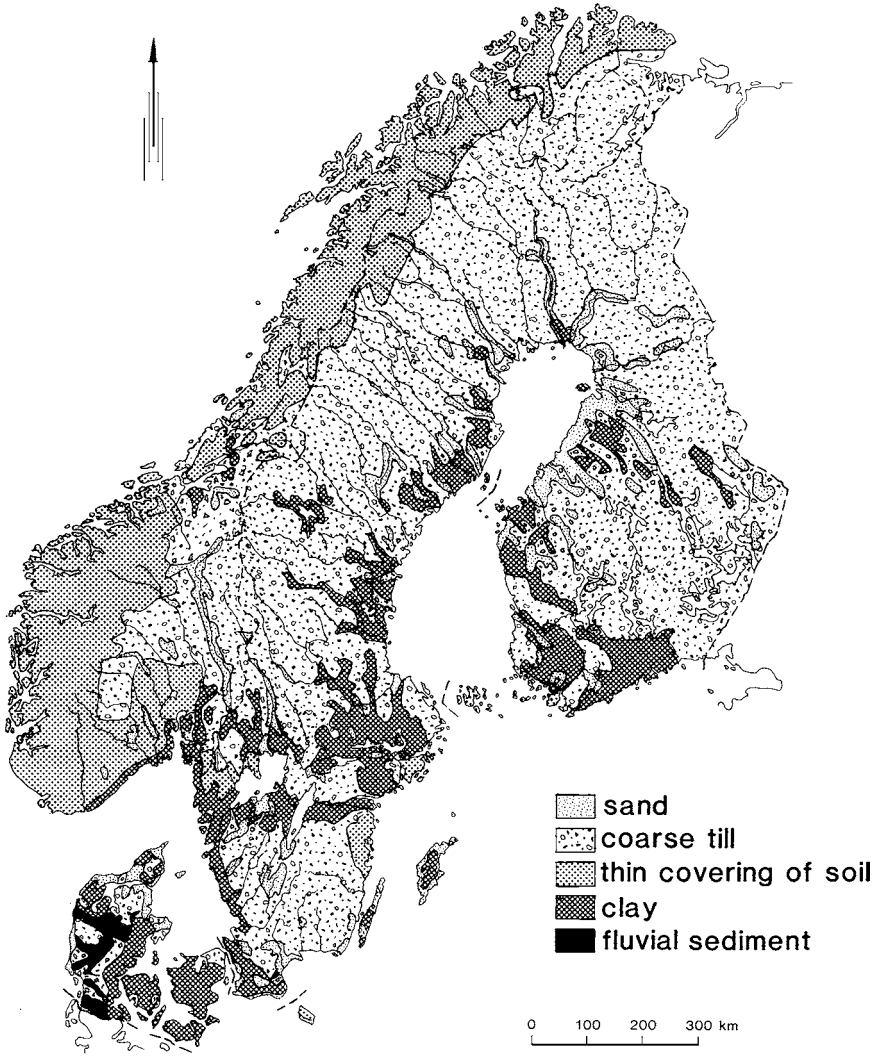 sand
coarse till
thin covering of soil
clay
fluvial sediment
0 100 200 300 km